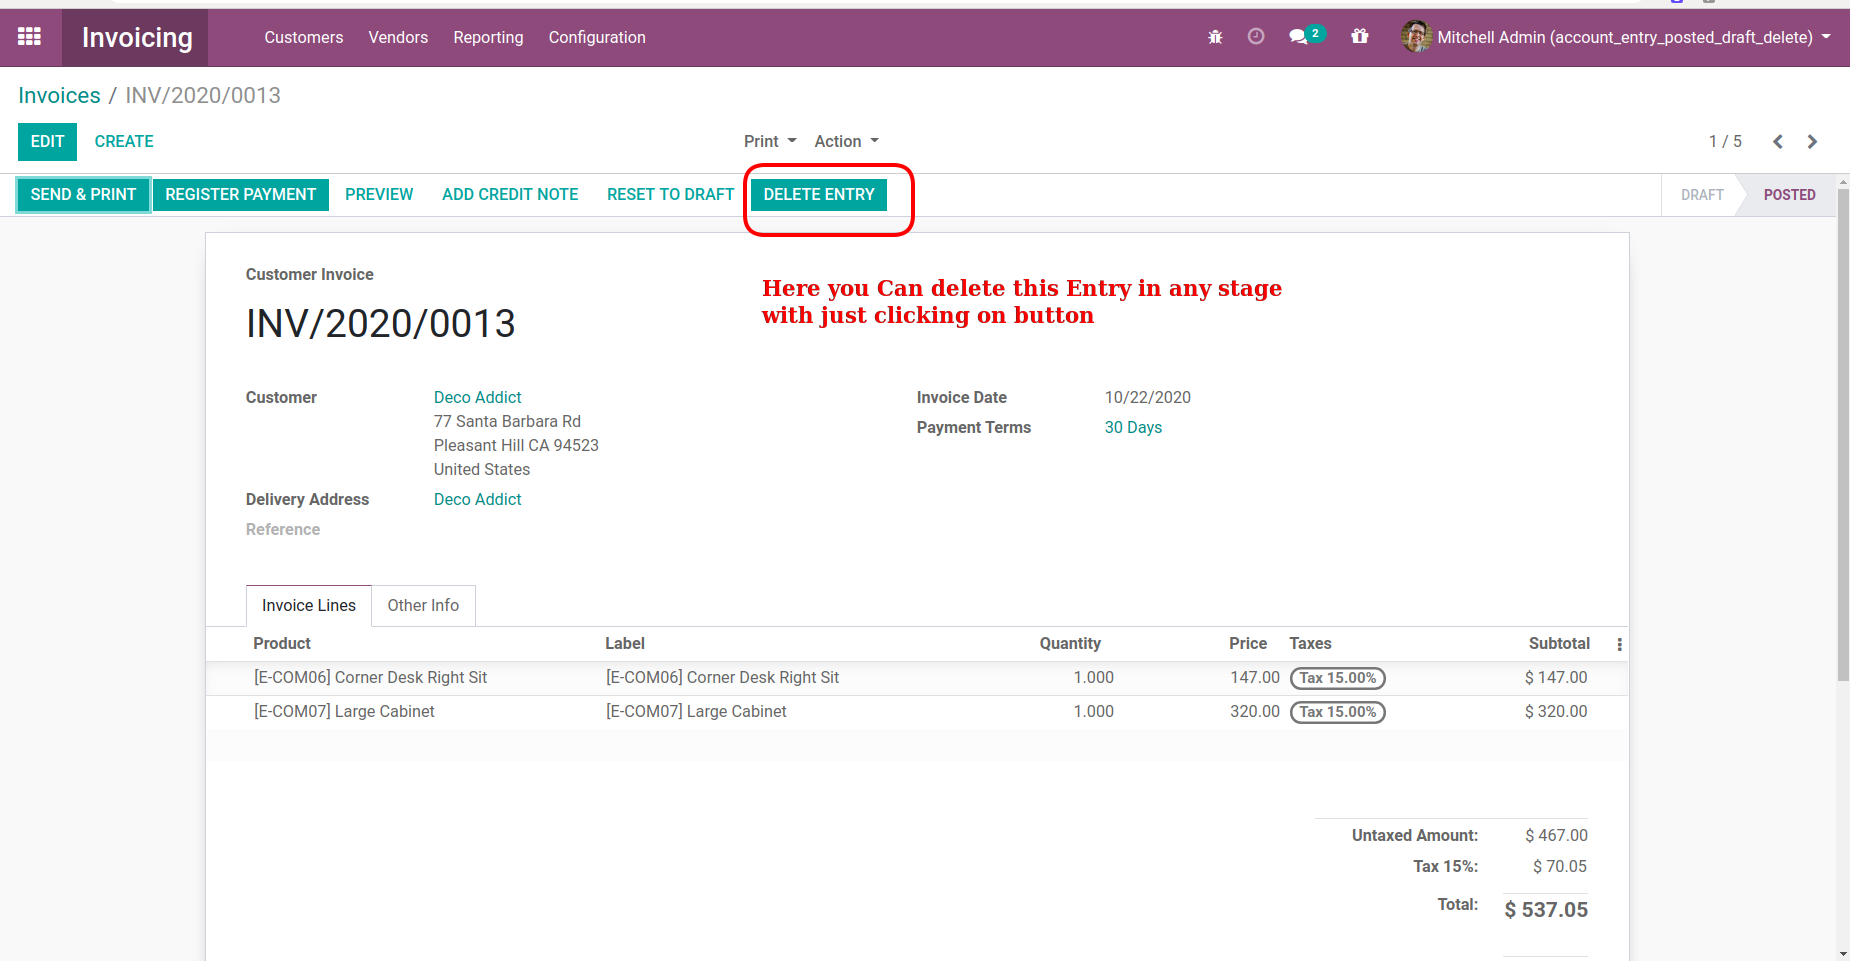 Invoicing
Customers Vendors Reporting Configuration
2
Mitchell Admin (account_entry_posted_draft_delete)
Invoices / INV/2020/0013
EDIT CREATE
Print Action
1 / 5
SEND & PRINT REGISTER PAYMENT PREVIEW ADD CREDIT NOTE RESET TO DRAFT DELETE ENTRY
DRAFT POSTED
Customer Invoice
INV/2020/0013
Here you Can delete this Entry in any stage
with just clicking on button
Customer Deco Addict
77 Santa Barbara Rd
Pleasant Hill CA 94523
United States
Delivery Address Deco Addict
Reference
Invoice Date 10/22/2020
Payment Terms 30 Days
Invoice Lines Other Info
Product Label Quantity Price Taxes Subtotal
[E-COM06] Corner Desk Right Sit [E-COM06] Corner Desk Right Sit 1.000 147.00 Tax 15.00% $ 147.00
[E-COM07] Large Cabinet [E-COM07] Large Cabinet 1.000 320.00 Tax 15.00% $ 320.00
Untaxed Amount: $ 467.00
Tax 15%: $ 70.05
Total: $ 537.05